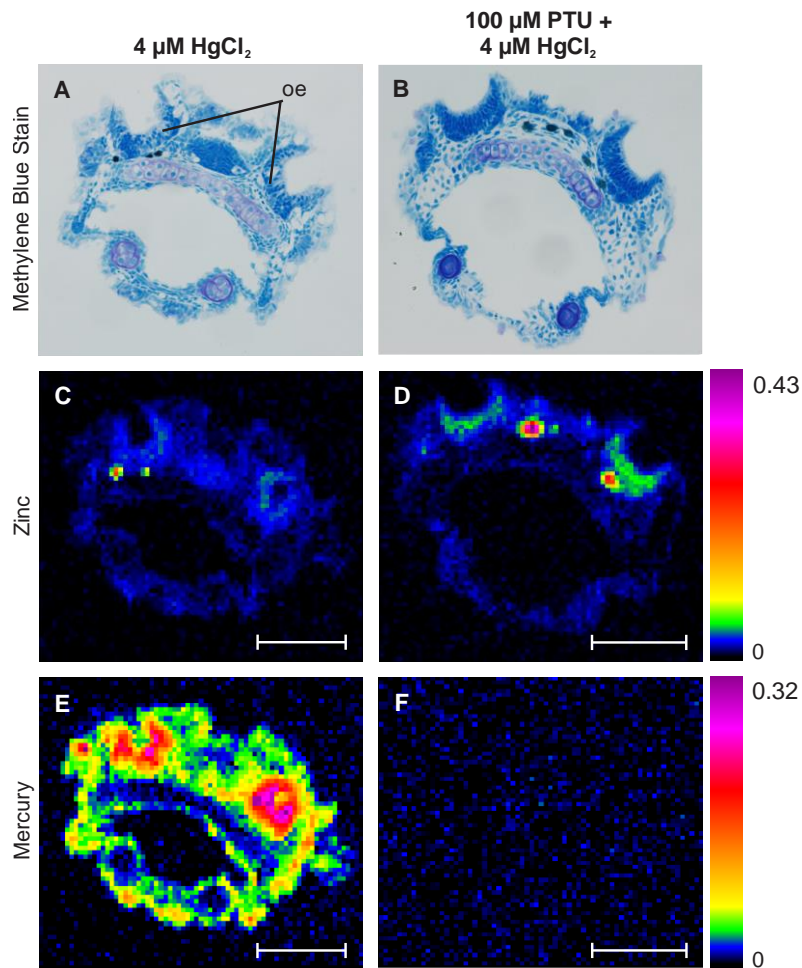 4 µM HgCl₂
100 µM PTU +
4 µM HgCl₂
Methylene Blue Stain
A
oe
B
Zinc
C
D
0.43
0
Mercury
E
F
0.32
0